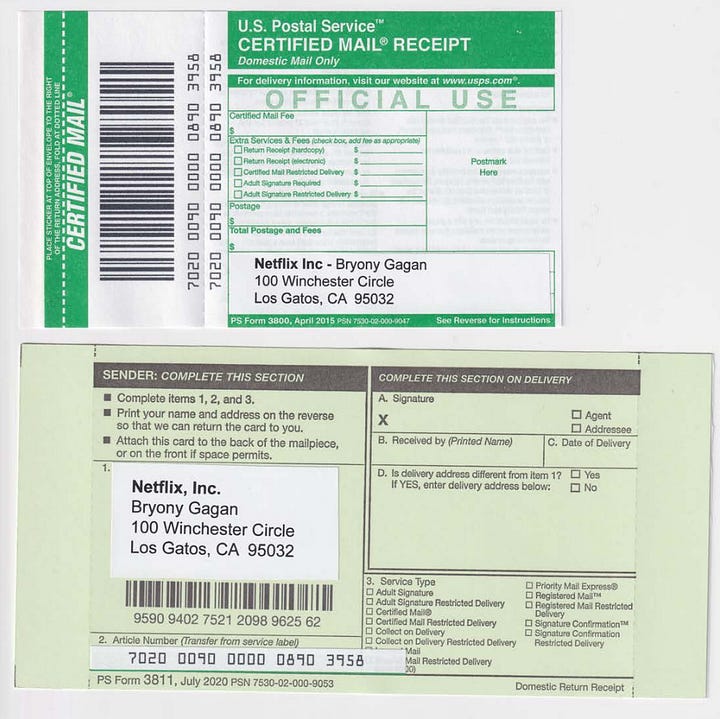 PLACE STICKER AT TOP OF ENVELOPE TO THE RIGHT
OF THE RETURN ADDRESS, FOLD AT DOTTED LINE
CERTIFIED MAIL®
7020 0090 0000 0890 3958
7020 0090 0000 0890 3958
U.S. Postal Service™
CERTIFIED MAIL® RECEIPT
Domestic Mail Only
For delivery information, visit our website at www.usps.com®.
OFFICIAL USE
Certified Mail Fee
$
Extra Services & Fees (check box, add fee as appropriate)
Return Receipt (hardcopy) $
Return Receipt (electronic) $
Certified Mail Restricted Delivery $
Adult Signature Required $
Adult Signature Restricted Delivery $
Postmark
Here
Postage
$
Total Postage and Fees
$
Netflix Inc - Bryony Gagan
100 Winchester Circle
Los Gatos, CA 95032
PS Form 3800, April 2015 PSN 7530-02-000-9047 See Reverse for Instructions
SENDER: COMPLETE THIS SECTION
■ Complete items 1, 2, and 3.
■ Print your name and address on the reverse
so that we can return the card to you.
■ Attach this card to the back of the mailpiece,
or on the front if space permits.
1.
Netflix, Inc.
Bryony Gagan
100 Winchester Circle
Los Gatos, CA 95032
9590 9402 7521 2098 9625 62
2. Article Number (Transfer from service label)
7020 0090 0000 0890 3958
COMPLETE THIS SECTION ON DELIVERY
A. Signature
X
Agent
Addressee
B. Received by (Printed Name)
C. Date of Delivery
D. Is delivery address different from item 1? Yes
If YES, enter delivery address below: No
3. Service Type
Adult Signature
Adult Signature Restricted Delivery
Certified Mail®
Certified Mail Restricted Delivery
Collect on Delivery
Collect on Delivery Restricted Delivery
Mail
Mail Restricted Delivery
00)
Priority Mail Express®
Registered Mail™
Registered Mail Restricted
Delivery
Signature Confirmation™
Signature Confirmation
Restricted Delivery
PS Form 3811, July 2020 PSN 7530-02-000-9053
Domestic Return Receipt